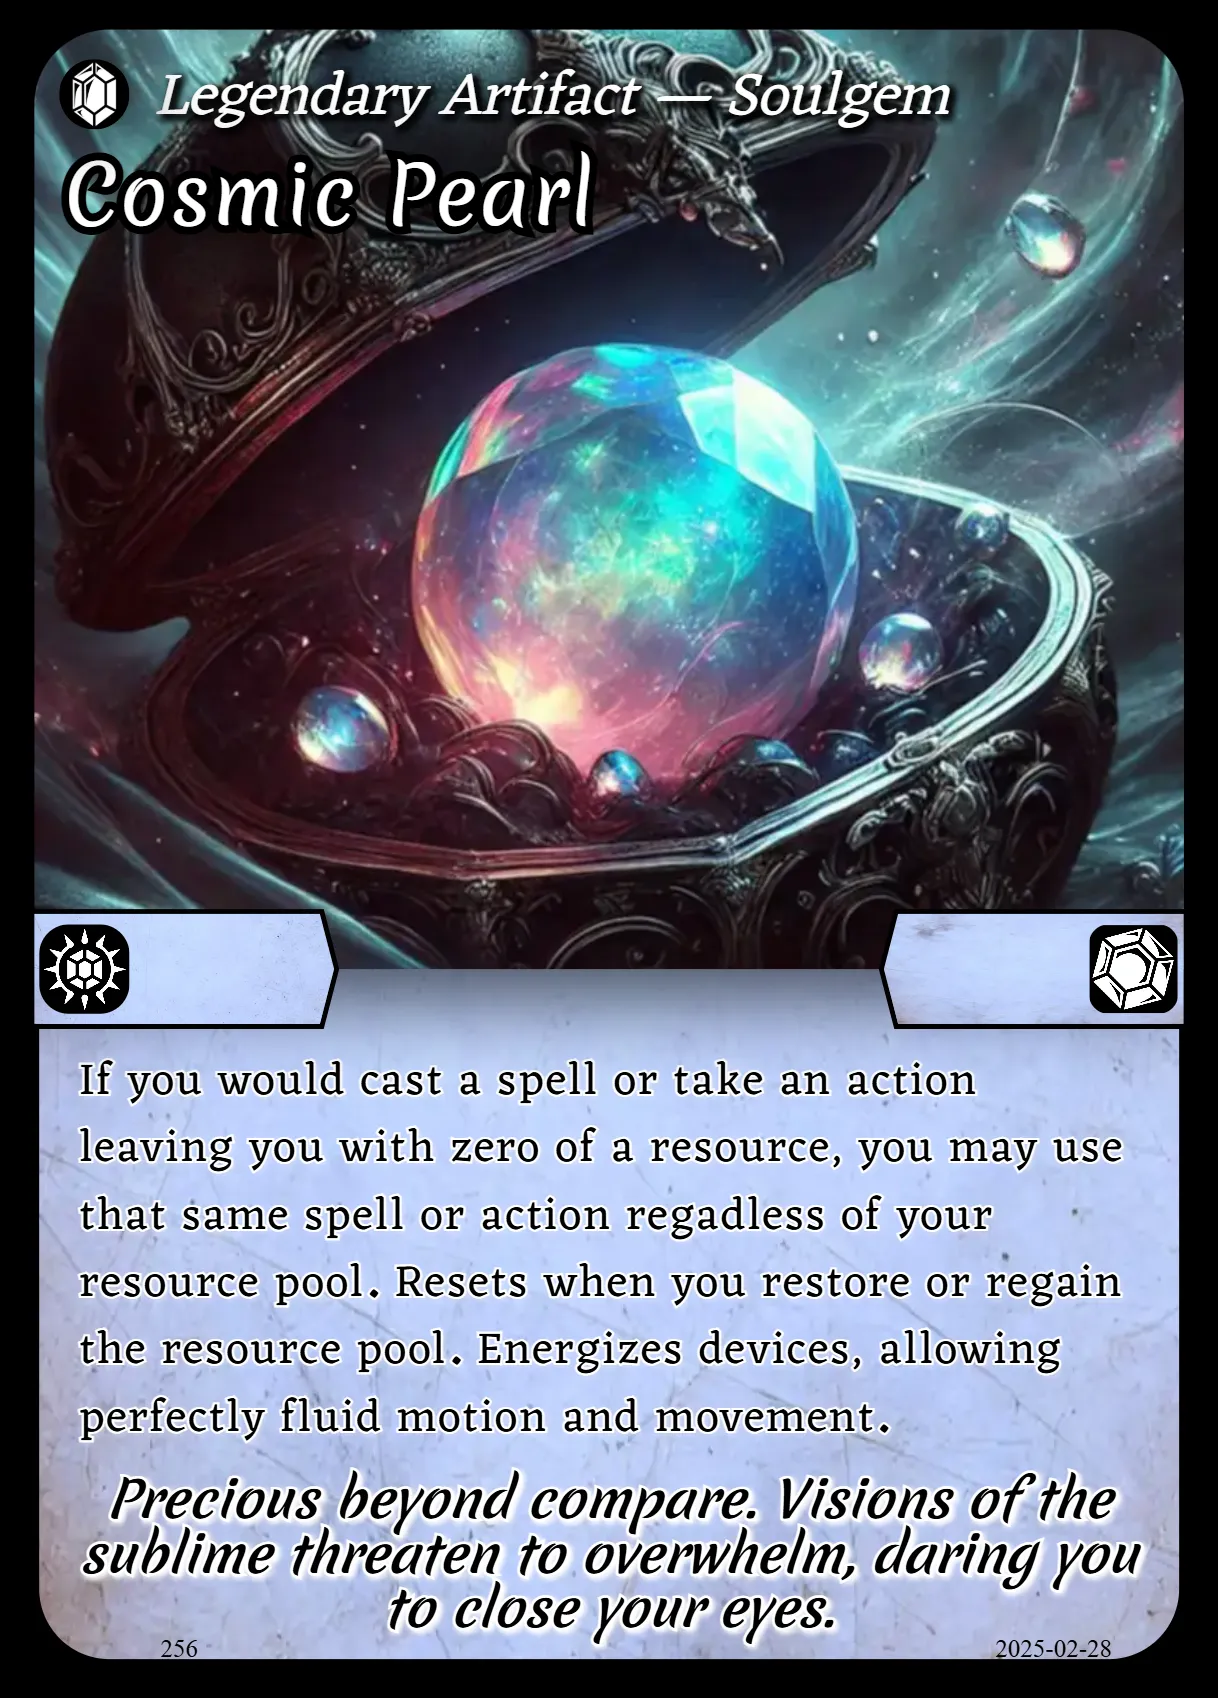 Legendary Artifact — Soulgem
Cosmic Pearl
If you would cast a spell or take an action
leaving you with zero of a resource, you may use
that same spell or action regadless of your
resource pool. Resets when you restore or regain
the resource pool. Energizes devices, allowing
perfectly fluid motion and movement.
Precious beyond compare. Visions of the
sublime threaten to overwhelm, daring you
to close your eyes.
256
2025-02-28